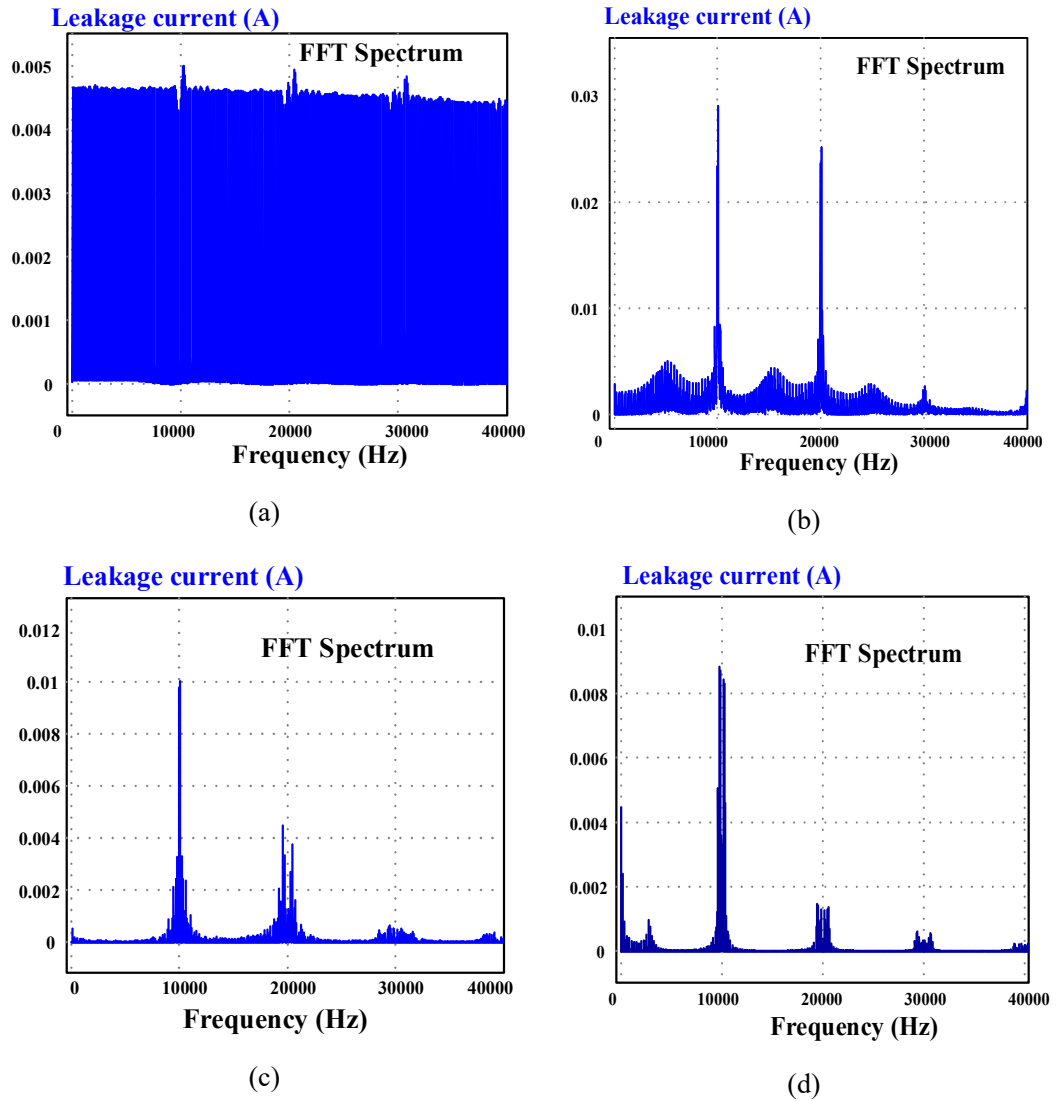 Leakage current (A)
FFT Spectrum
0.005
0.004
0.003
0.002
0.001
0
0 10000 20000 30000 40000
Frequency (Hz)
(a)
Leakage current (A)
FFT Spectrum
0.03
0.02
0.01
0
0 10000 20000 30000 40000
Frequency (Hz)
(b)
Leakage current (A)
0.012
FFT Spectrum
0.01
0.008
0.006
0.004
0.002
0
0 10000 20000 30000 40000
Frequency (Hz)
(c)
Leakage current (A)
0.01
FFT Spectrum
0.008
0.006
0.004
0.002
0
0 10000 20000 30000 40000
Frequency (Hz)
(d)